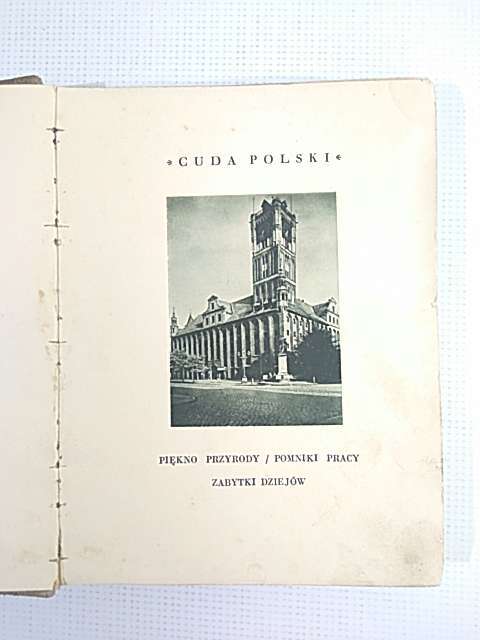 * CUDA POLSKI *
PIĘKNO PRZYRODY / POMNIKI PRACY
ZABYTKI DZIEJÓW